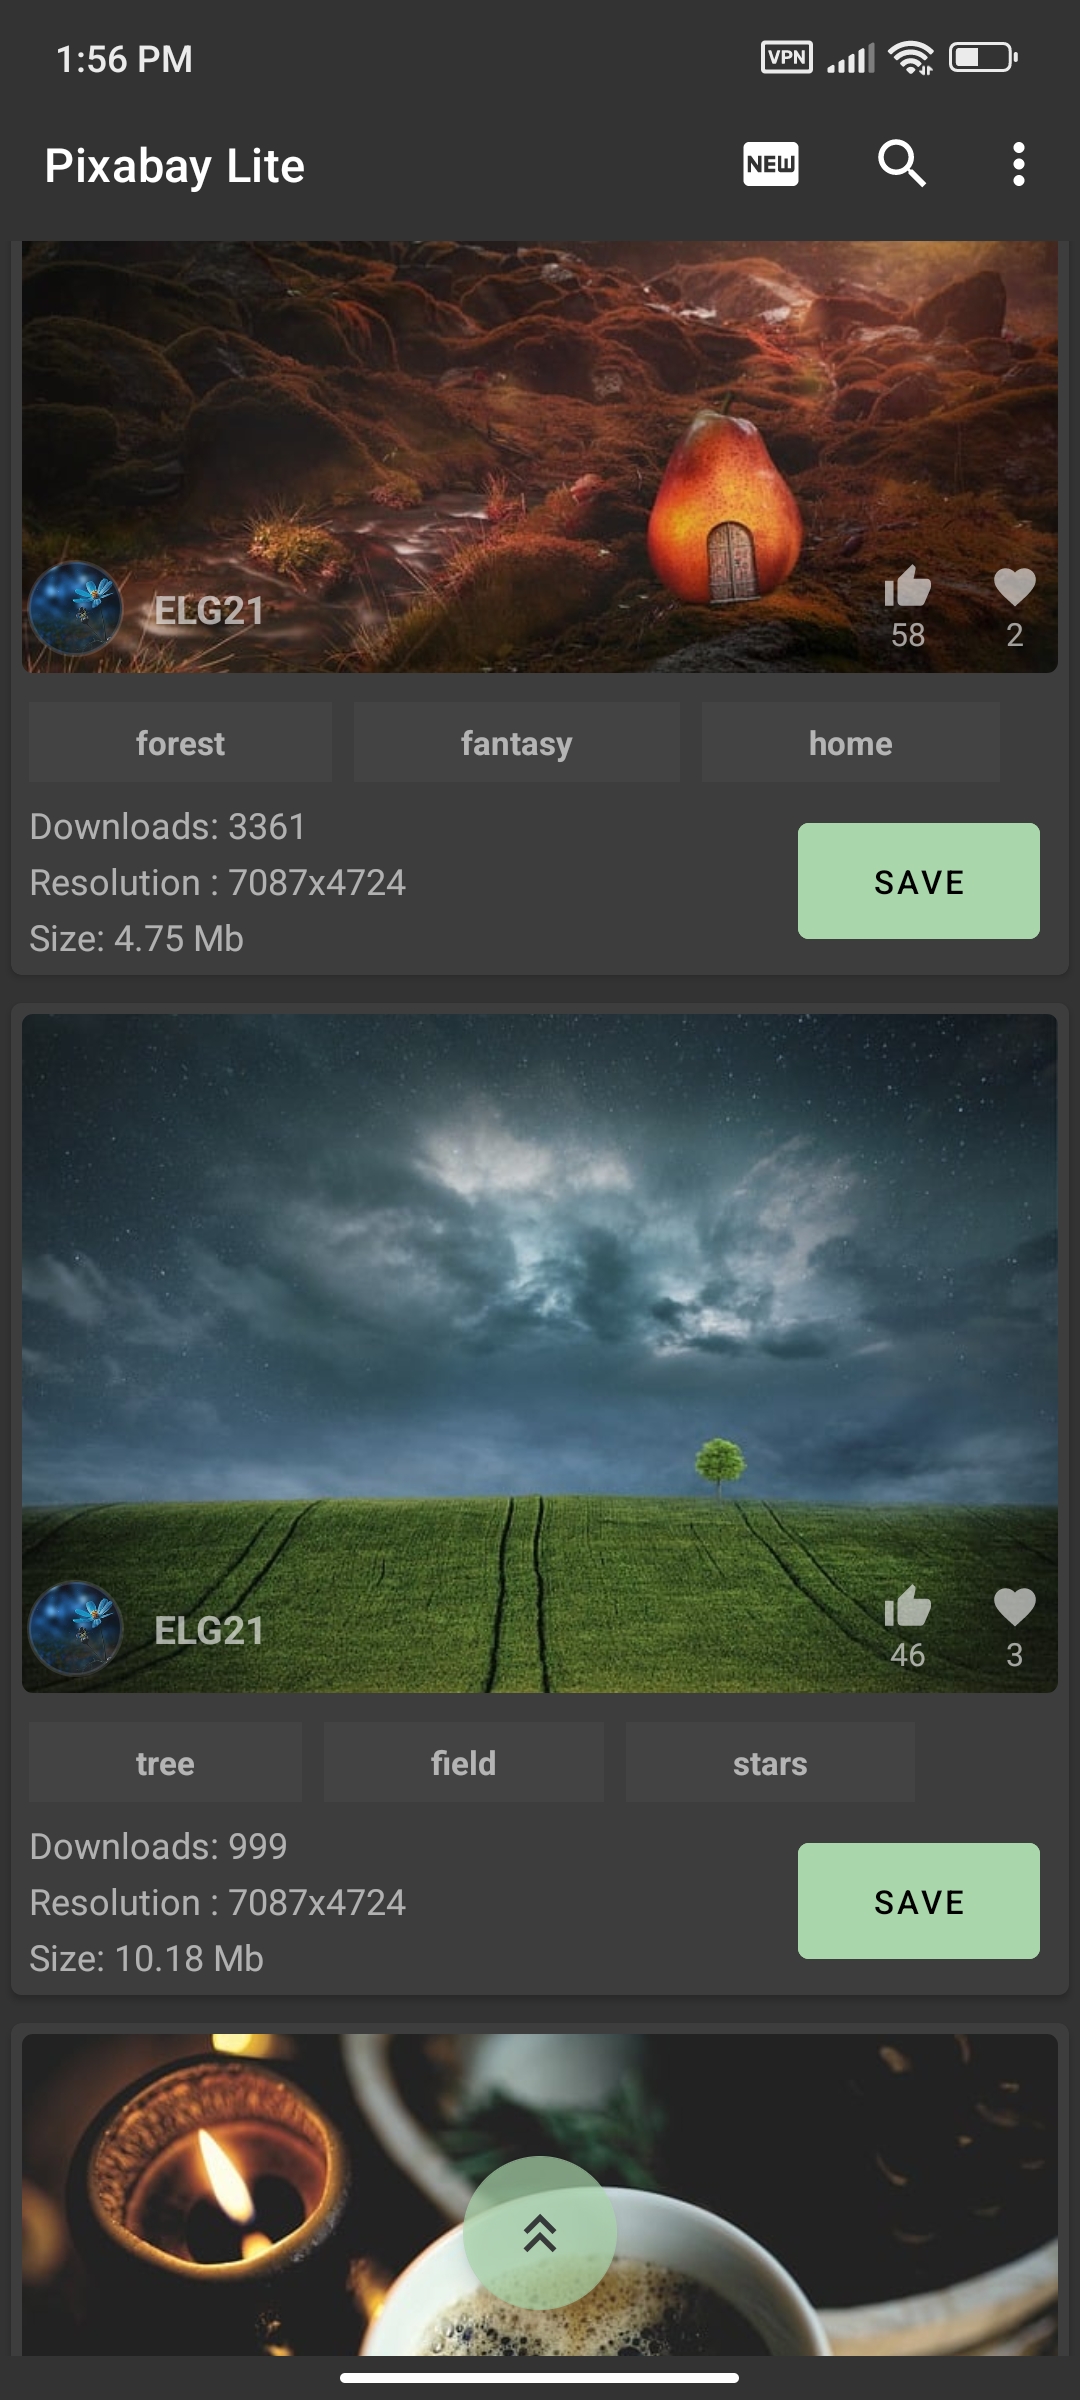 1:56 PM VPN
Pixabay Lite NEW
ELG21
58 2
forest fantasy home
Downloads: 3361
Resolution : 7087x4724
SAVE
Size: 4.75 Mb
ELG21
46 3
tree field stars
Downloads: 999
Resolution : 7087x4724
SAVE
Size: 10.18 Mb